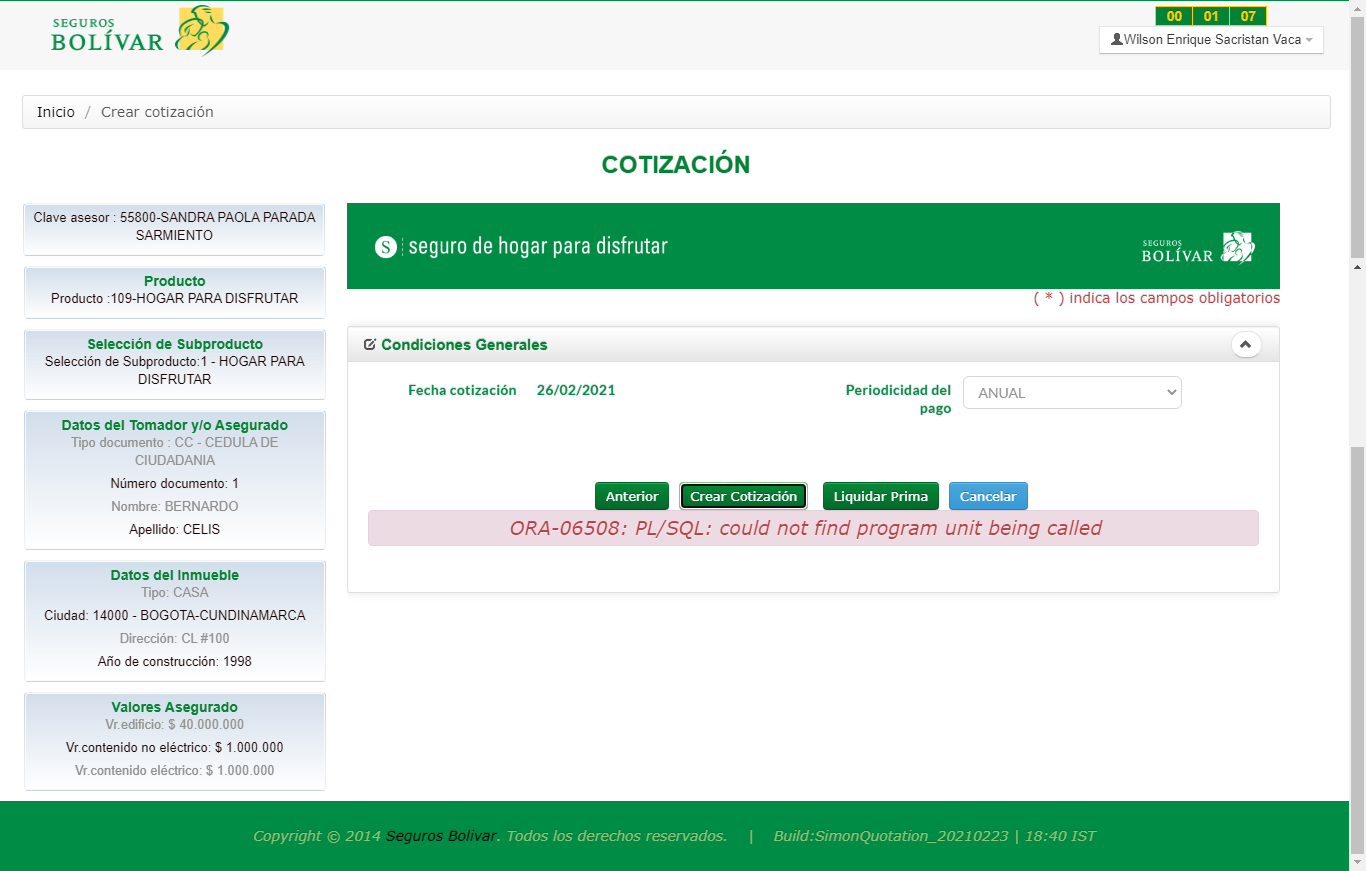 SEGUROS
BOLÍVAR
00 01 07
Wilson Enrique Sacristan Vaca
Inicio / Crear cotización
COTIZACIÓN
Clave asesor : 55800-SANDRA PAOLA PARADA
SARMIENTO
Producto
Producto :109-HOGAR PARA DISFRUTAR
Selección de Subproducto
Selección de Subproducto:1 - HOGAR PARA
DISFRUTAR
Datos del Tomador y/o Asegurado
Tipo documento : CC - CEDULA DE
CIUDADANIA
Número documento: 1
Nombre: BERNARDO
Apellido: CELIS
Datos del Inmueble
Tipo: CASA
Ciudad: 14000 - BOGOTA-CUNDINAMARCA
Dirección: CL #100
Año de construcción: 1998
Valores Asegurado
Vr.edificio: $ 40.000.000
Vr.contenido no eléctrico: $ 1.000.000
Vr.contenido eléctrico: $ 1.000.000
S seguro de hogar para disfrutar
SEGUROS
BOLÍVAR
( * ) indica los campos obligatorios
Condiciones Generales
Fecha cotización 26/02/2021
Periodicidad del
pago
ANUAL
Anterior Crear Cotización Liquidar Prima Cancelar
ORA-06508: PL/SQL: could not find program unit being called
Copyright © 2014 Seguros Bolivar. Todos los derechos reservados. | Build:SimonQuotation_20210223 | 18:40 IST